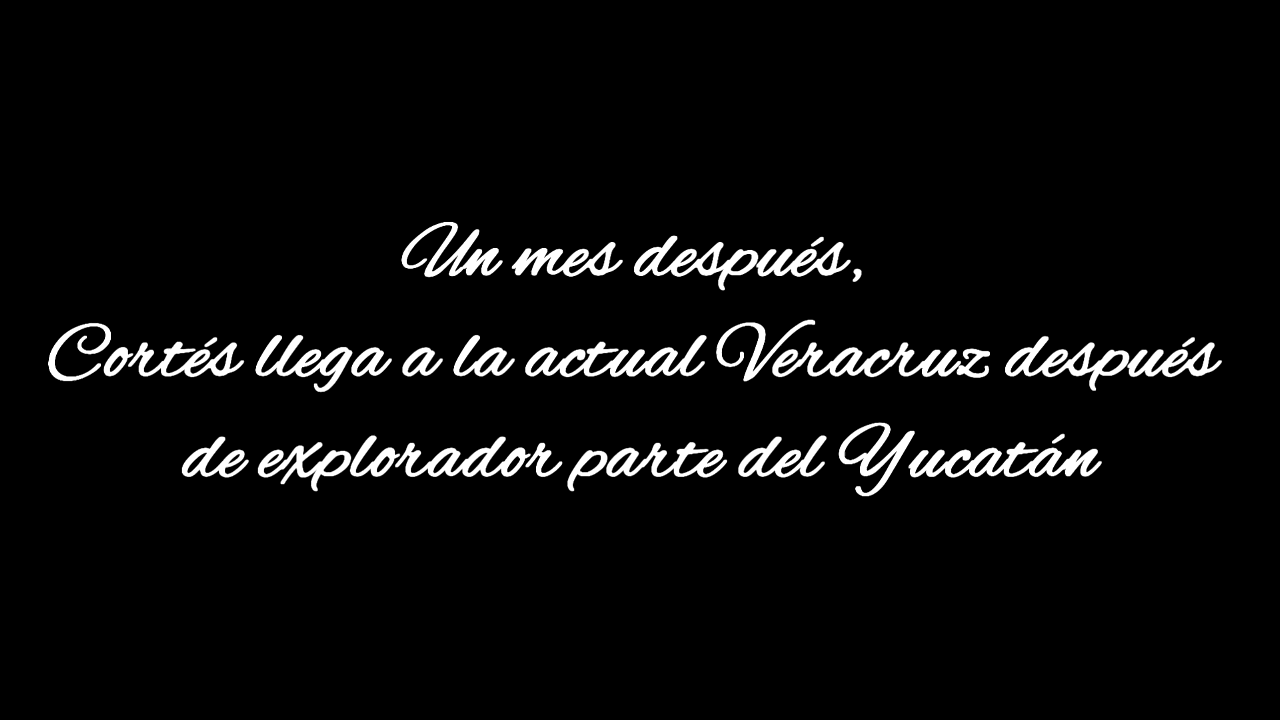 Un mes después,
Cortés llega a la actual Veracruz después
de explorador parte del Yucatán